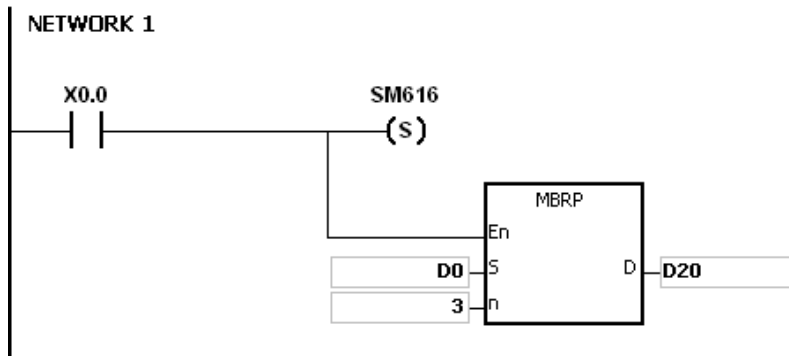 NETWORK 1
X0.0 SM616
S
MBRP
En
D0 S D D20
3 n